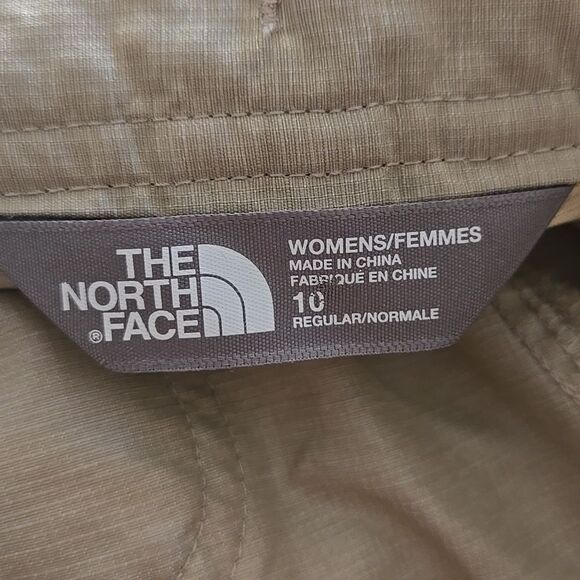 THE
NORTH
FACE
®
WOMENS/FEMMES
MADE IN CHINA
FABRIQUÉ EN CHINE
10
REGULAR/NORMALE